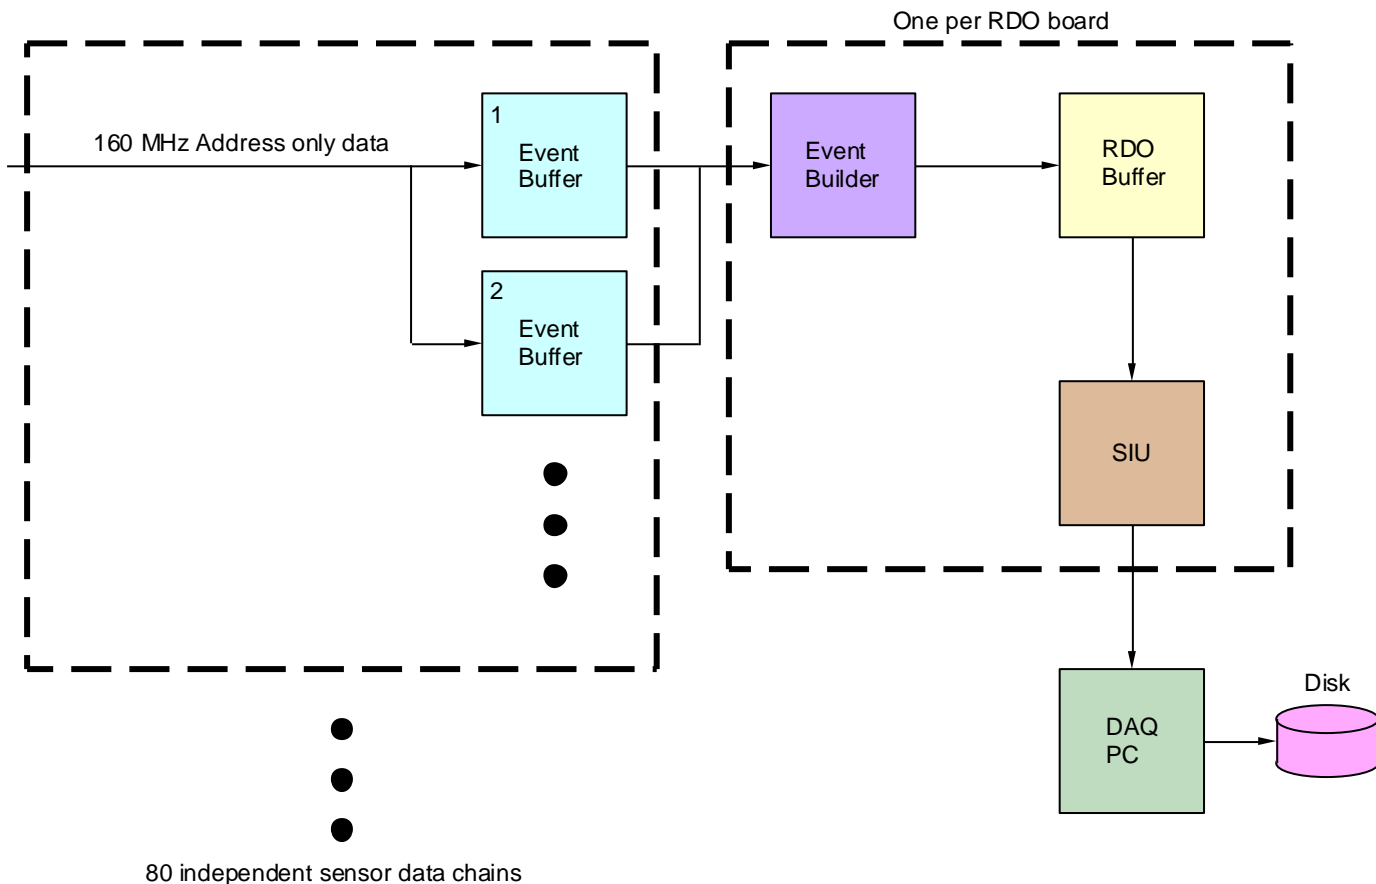 One per RDO board
160 MHz Address only data
1
Event
Buffer
Event
Builder
RDO
Buffer
2
Event
Buffer
SIU
DAQ
PC
Disk
80 independent sensor data chains